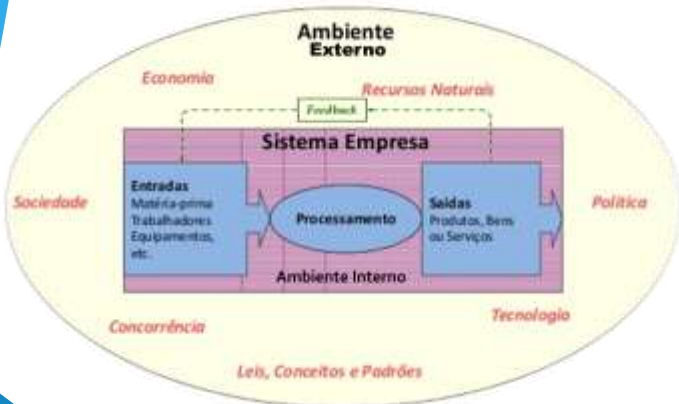 Ambiente
Externo
Economia
Recursos Naturais
Feedback
Sistema Empresa
Sociedade
Entradas
Matéria-prima
Trabalhadores
Equipamentos,
etc.
Processamento
Saídas
Produtos, Bens
ou Serviços
Política
Ambiente Interno
Concorrência
Tecnologia
Leis, Conceitos e Padrões